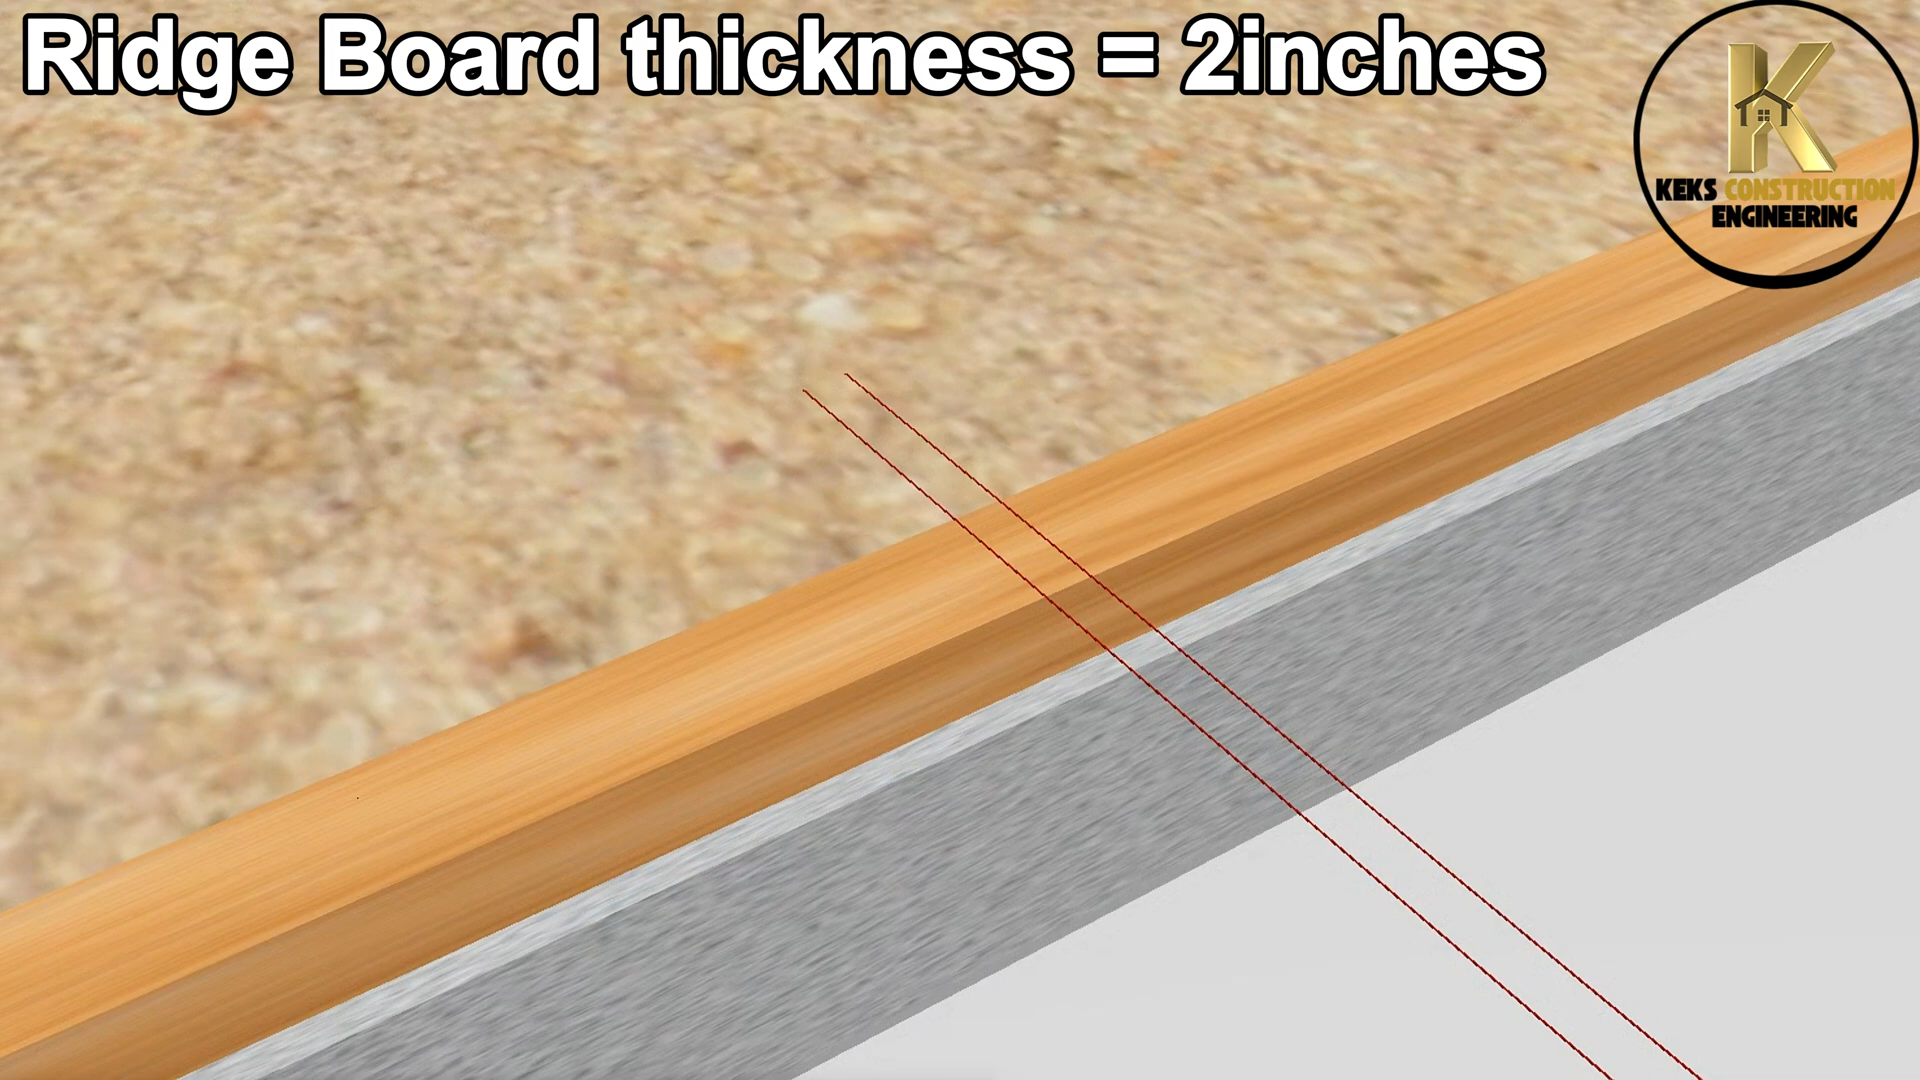 Ridge Board thickness = 2inches
KEKS CONSTRUCTION
ENGINEERING